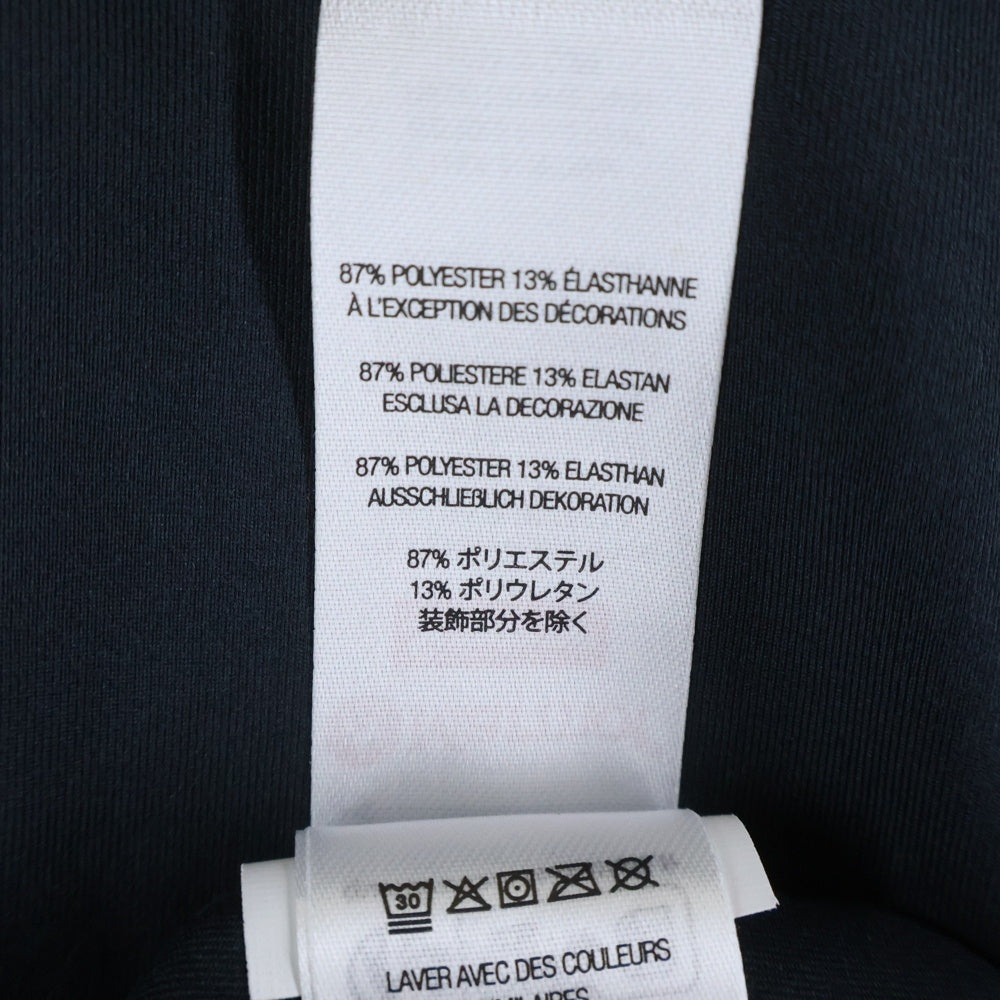 87% POLYESTER 13% ÉLASTHANNE
À L'EXCEPTION DES DÉCORATIONS
87% POLIESTERE 13% ELASTAN
ESCLUSA LA DECORAZIONE
87% POLYESTER 13% ELASTHAN
AUSSCHLIEßLICH DEKORATION
87% ポリエステル
13% ポリウレタン
装飾部分を除く
30
LAVER AVEC DES COULEURS